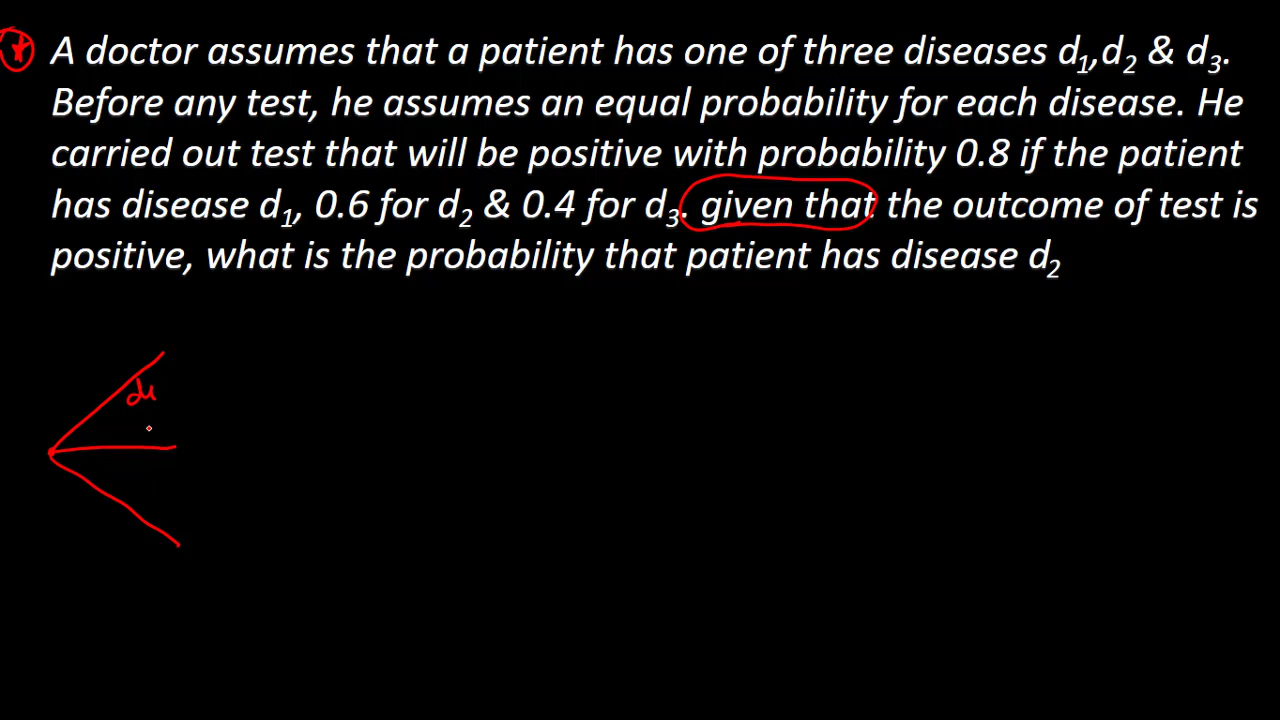 A doctor assumes that a patient has one of three diseases d₁,d₂ & d₃.
Before any test, he assumes an equal probability for each disease. He
carried out test that will be positive with probability 0.8 if the patient
has disease d₁, 0.6 for d₂ & 0.4 for d₃. given that the outcome of test is
positive, what is the probability that patient has disease d₂
d₁